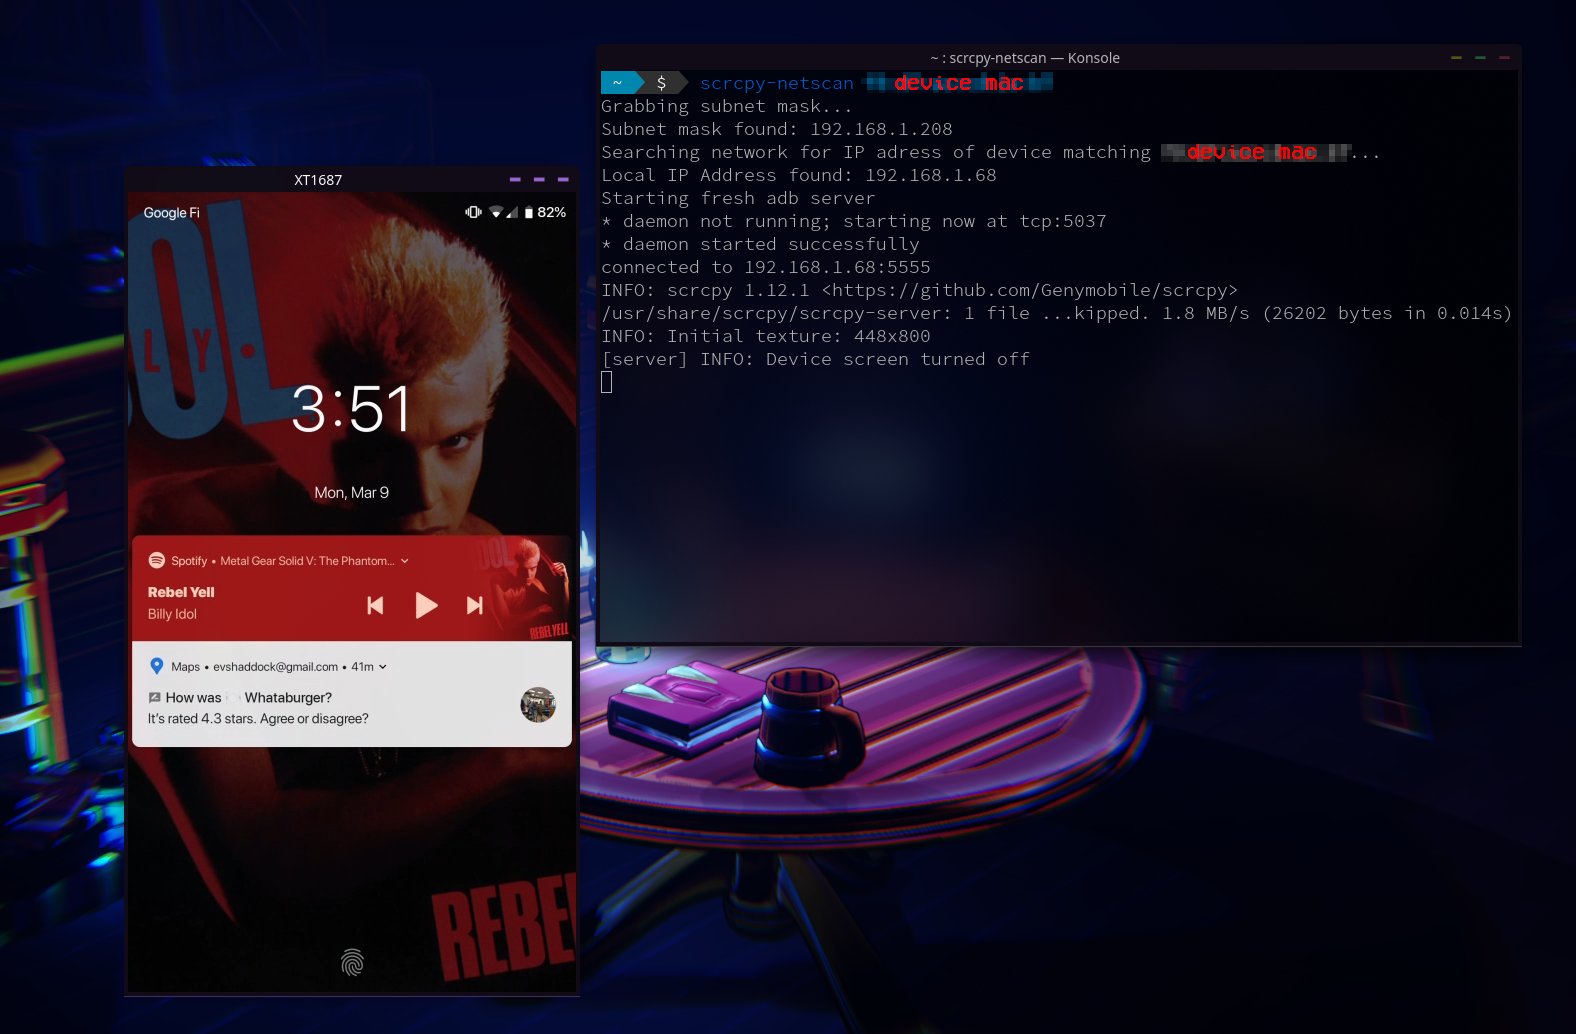 ~ : scrcpy-netscan — Konsole
~ $ scrcpy-netscan device mac
Grabbing subnet mask...
Subnet mask found: 192.168.1.208
Searching network for IP adress of device matching device mac ...
Local IP Address found: 192.168.1.68
Starting fresh adb server
* daemon not running; starting now at tcp:5037
* daemon started successfully
connected to 192.168.1.68:5555
INFO: scrcpy 1.12.1 <https://github.com/Genymobile/scrcpy>
/usr/share/scrcpy/scrcpy-server: 1 file ...kipped. 1.8 MB/s (26202 bytes in 0.014s)
INFO: Initial texture: 448x800
[server] INFO: Device screen turned off
XT1687
Google Fi 82%
OL
LY
3:51
Mon, Mar 9
Spotify • Metal Gear Solid V: The Phantom...
Rebel Yell
Billy Idol
IDOL
REBEL YELL
Maps • evshaddock@gmail.com • 41m
How was Whataburger?
It's rated 4.3 stars. Agree or disagree?
REBE